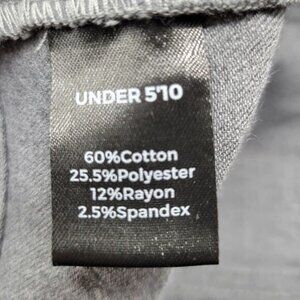 UNDER 5'10
60%Cotton
25.5%Polyester
12%Rayon
2.5%Spandex